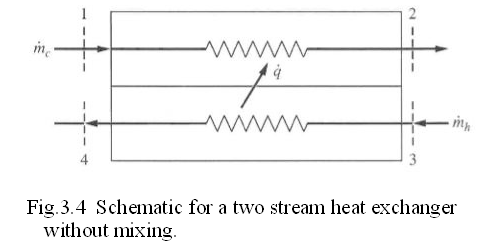 1 2
ṁc
q̇
ṁh
4 3
Fig.3.4 Schematic for a two stream heat exchanger
without mixing.